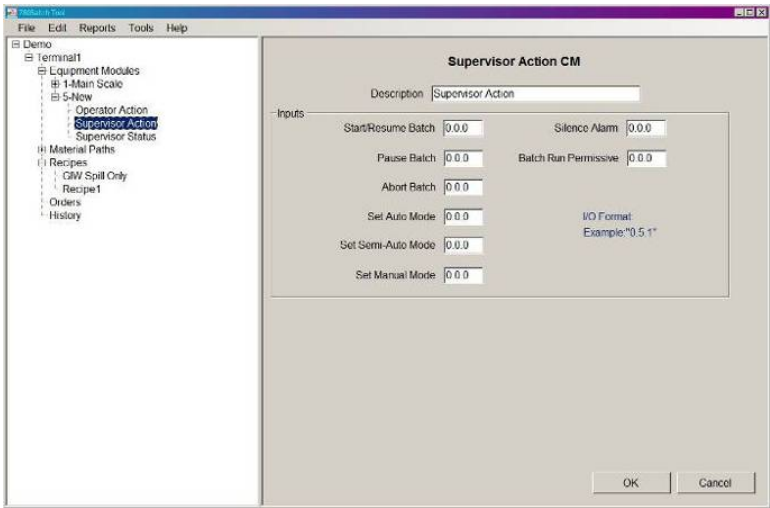 780Batch Tool
File Edit Reports Tools Help
Demo
Terminal1
Equipment Modules
1-Main Scale
5-New
Operator Action
Supervisor Action
Supervisor Status
Material Paths
Recipes
GIW Spill Only
Recipe1
Orders
History
Supervisor Action CM
Description Supervisor Action
Inputs
Start/Resume Batch 0.0.0 Silence Alarm 0.0.0
Pause Batch 0.0.0 Batch Run Permissive 0.0.0
Abort Batch 0.0.0
Set Auto Mode 0.0.0 I/O Format
Set Semi-Auto Mode 0.0.0 Example:"0.5.1"
Set Manual Mode 0.0.0
OK Cancel